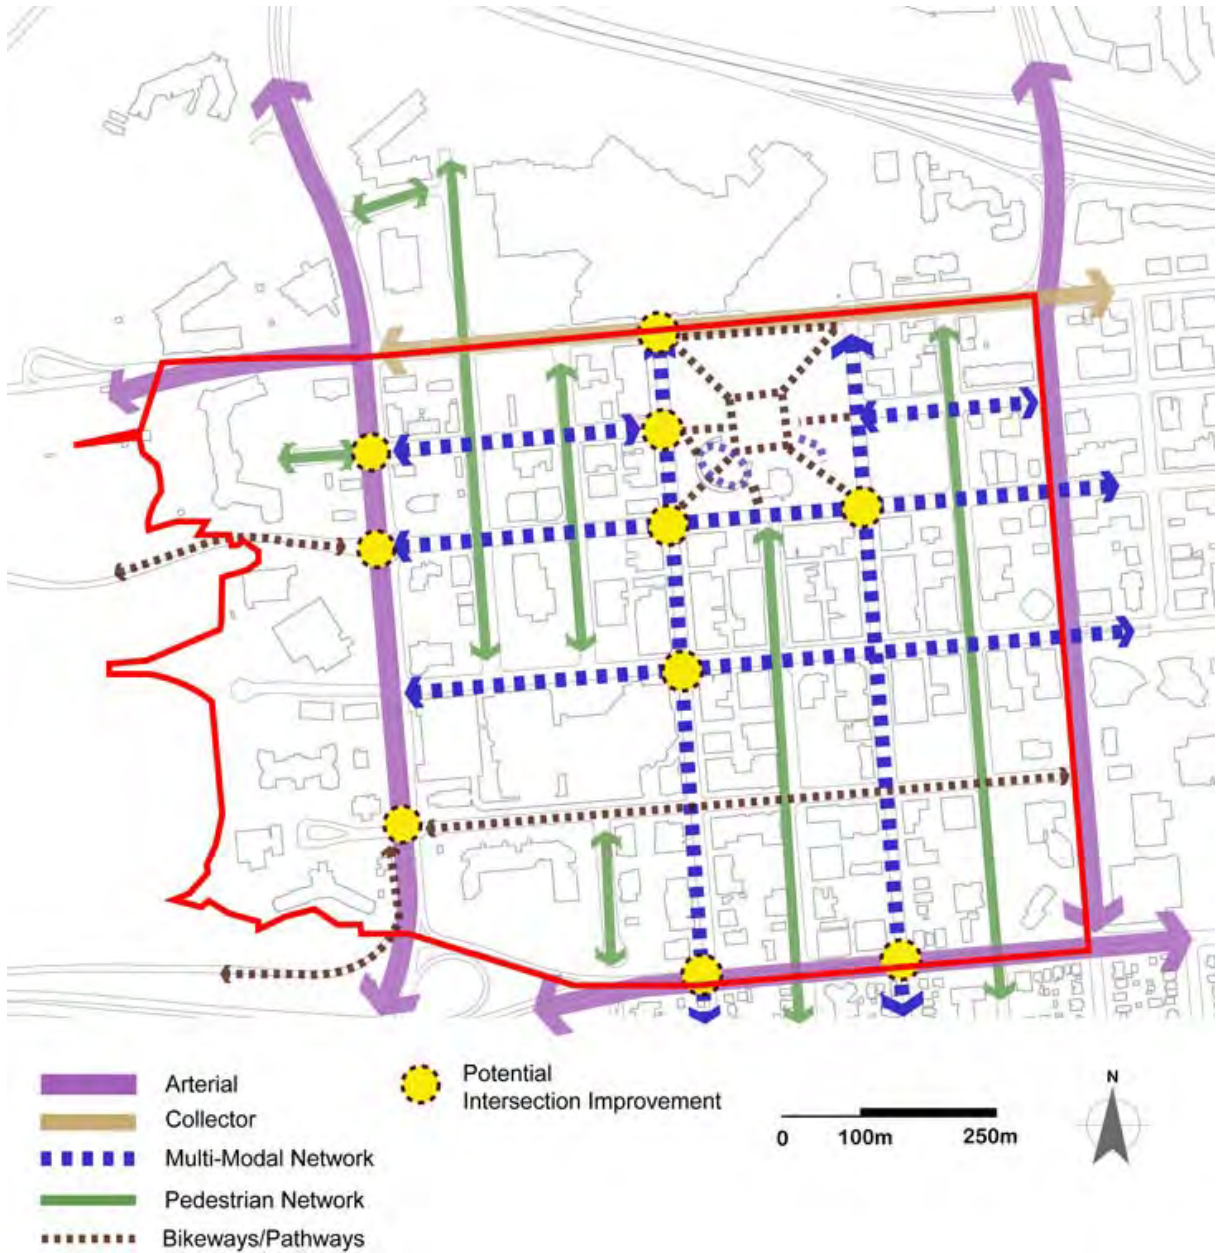 Arterial
Collector
Multi-Modal Network
Pedestrian Network
Bikeways/Pathways
Potential
Intersection Improvement
0 100m 250m
N